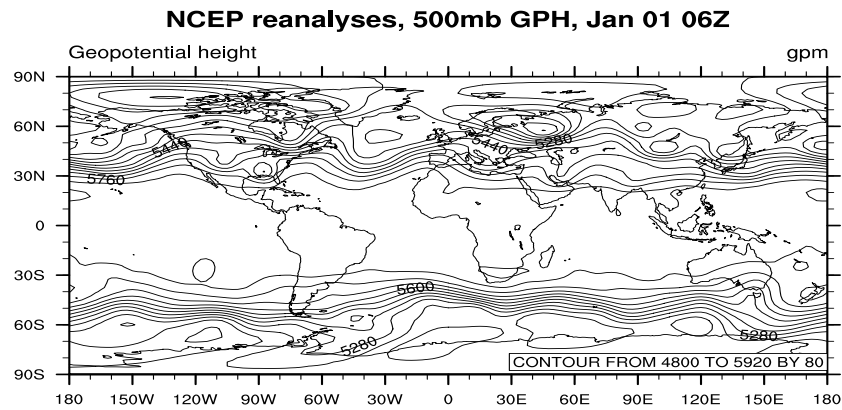 NCEP reanalyses, 500mb GPH, Jan 01 06Z
Geopotential height gpm
90N
60N
30N
0
30S
60S
90S
5440
5760
5440
5280
5600
5280
5280
CONTOUR FROM 4800 TO 5920 BY 80
180 150W 120W 90W 60W 30W 0 30E 60E 90E 120E 150E 180